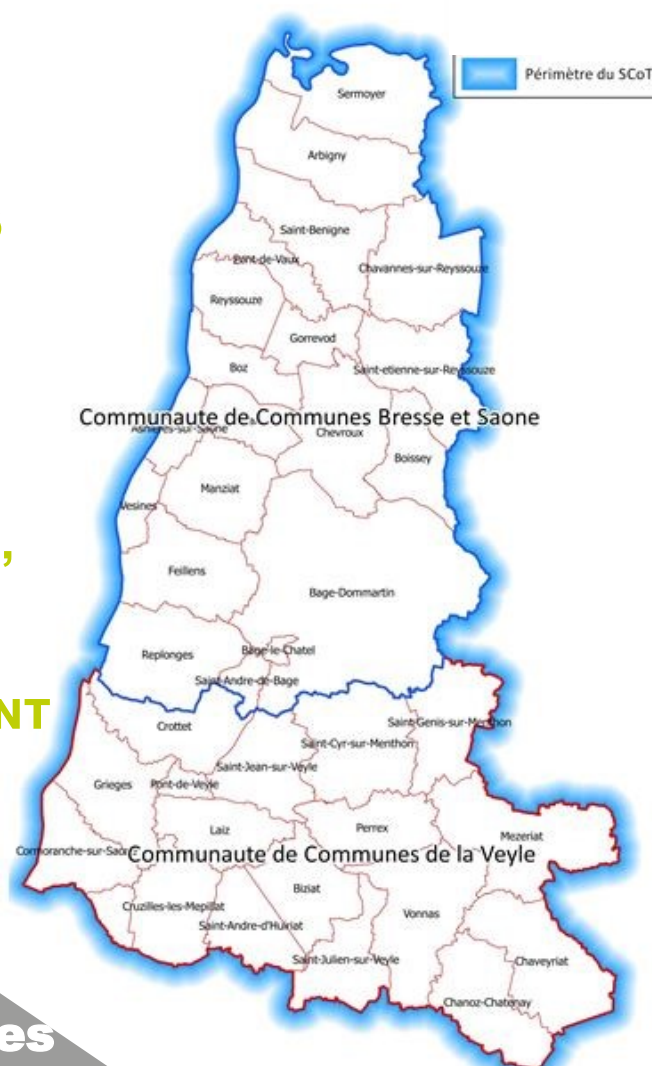 Périmètre du SCoT
Sermoyer
Arbigny
Saint-Benigne
Pont-de-Vaux
Chavannes-sur-Reyssouze
Reyssouze
Gorrevod
Boz
Saint-etienne-sur-Reyssouze
Communaute de Communes Bresse et Saone
Asnieres-sur-Saone
Chevroux
Boissey
Manziat
Vesines
,
Feillens
Bage-Dommartin
Bage-le-Chatel
Replonges
Saint-Andre-de-Bage
NT
Crottet
Saint-Genis-sur-Menthon
Saint-Cyr-sur-Menthon
Saint-Jean-sur-Veyle
Grieges
Pont-de-Veyle
Laiz
Perrex
Mezeriat
Cormoranche-sur-Saone
Communaute de Communes de la Veyle
Biziat
Cruzilles-les-Mepillat
Vonnas
Saint-Andre-d'Huiriat
Saint-Julien-sur-Veyle
Chaveyriat
Chanoz-Chatenay
es